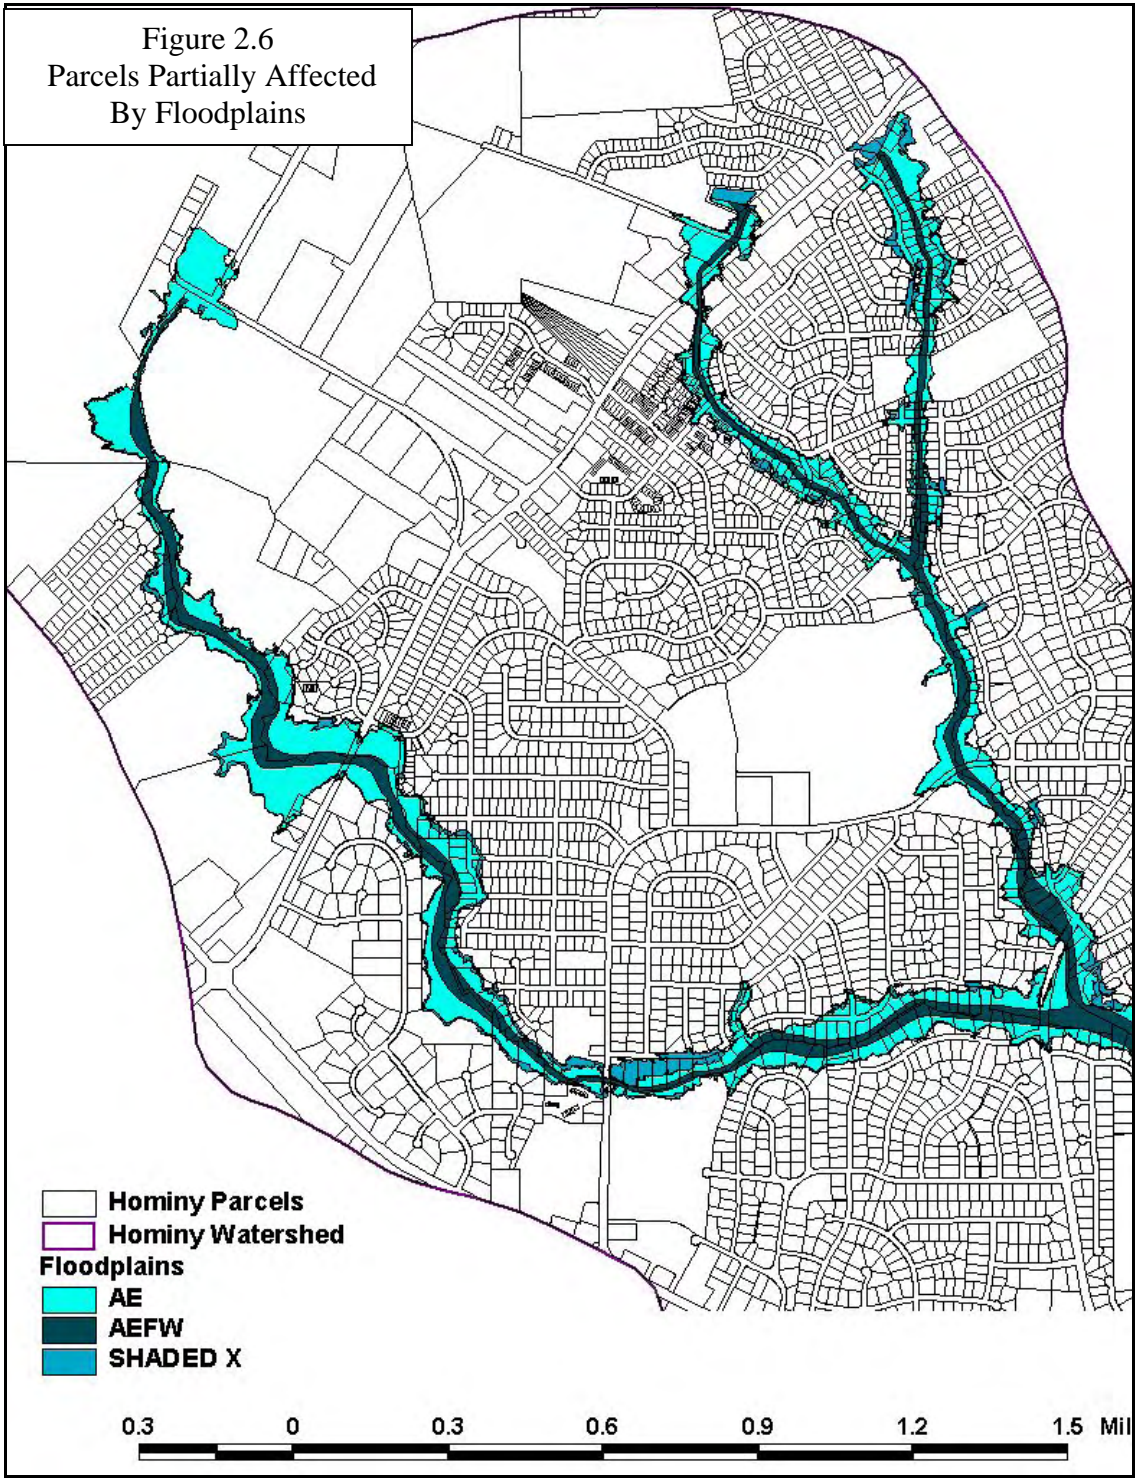 Figure 2.6
Parcels Partially Affected
By Floodplains
Hominy Parcels
Hominy Watershed
Floodplains
AE
AEFW
SHADED X
0.3 0 0.3 0.6 0.9 1.2 1.5 Mil